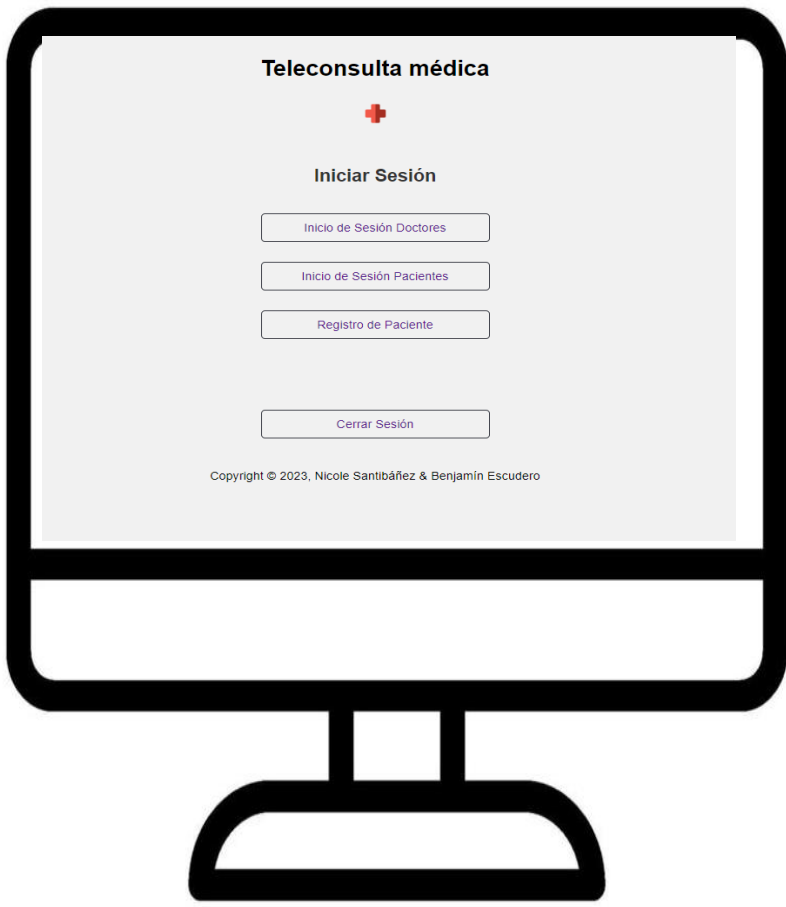 Teleconsulta médica
Iniciar Sesión
Inicio de Sesión Doctores
Inicio de Sesión Pacientes
Registro de Paciente
Cerrar Sesión
Copyright © 2023, Nicole Santibáñez & Benjamín Escudero